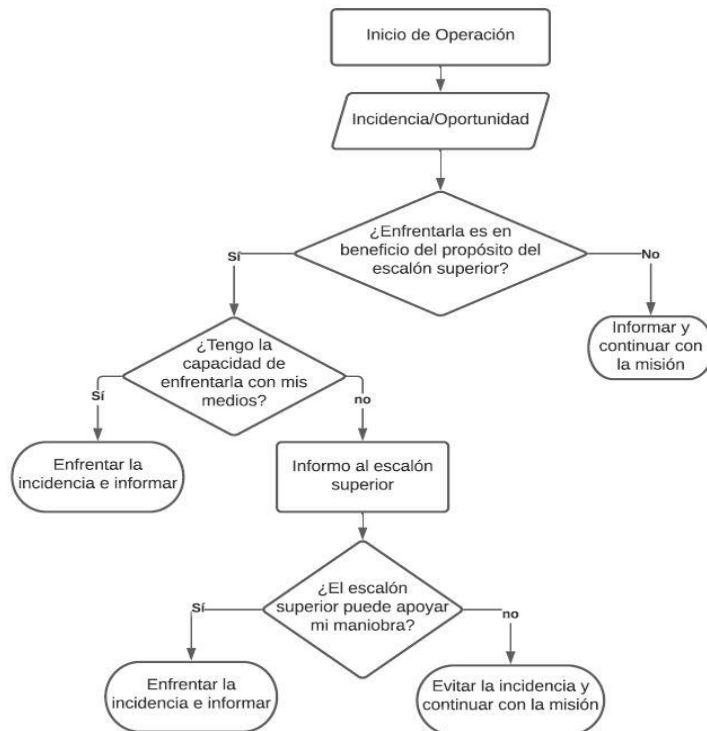 Inicio de Operación
Incidencia/Oportunidad
¿Enfrentarla es en
beneficio del propósito del
escalón superior?
Sí
No
¿Tengo la
capacidad de
enfrentarla con mis
medios?
Informar y
continuar con
la misión
Sí
no
Enfrentar la
incidencia e informar
Informo al escalón
superior
¿El escalón
superior puede apoyar
mi maniobra?
Sí
no
Enfrentar la
incidencia e informar
Evitar la incidencia y
continuar con la misión